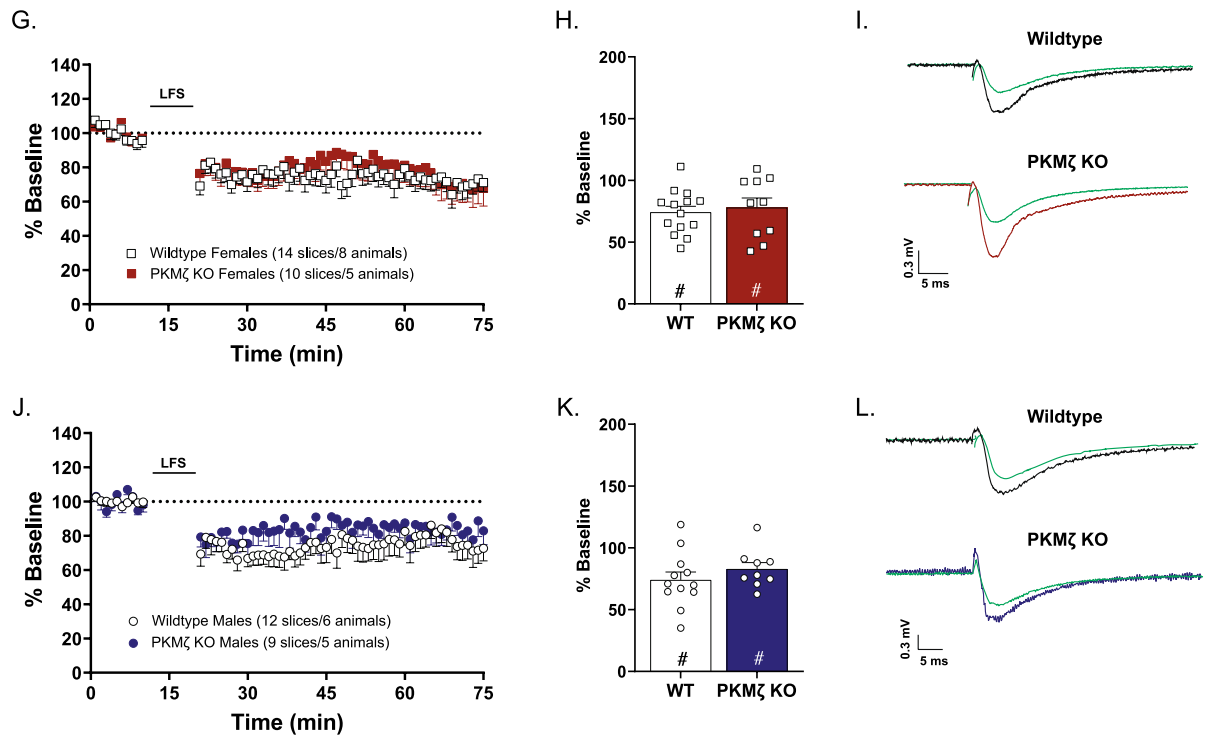 G.
140
120
100
80
60
40
20
0
% Baseline
LFS
Wildtype Females (14 slices/8 animals)
PKMζ KO Females (10 slices/5 animals)
0 15 30 45 60 75
Time (min)
H.
200
150
100
50
0
% Baseline
# #
WT PKMζ KO
I.
Wildtype
PKMζ KO
0.3 mV
5 ms
J.
140
120
100
80
60
40
20
0
% Baseline
LFS
Wildtype Males (12 slices/6 animals)
PKMζ KO Males (9 slices/5 animals)
0 15 30 45 60 75
Time (min)
K.
200
150
100
50
0
% Baseline
# #
WT PKMζ KO
L.
Wildtype
PKMζ KO
0.3 mV
5 ms